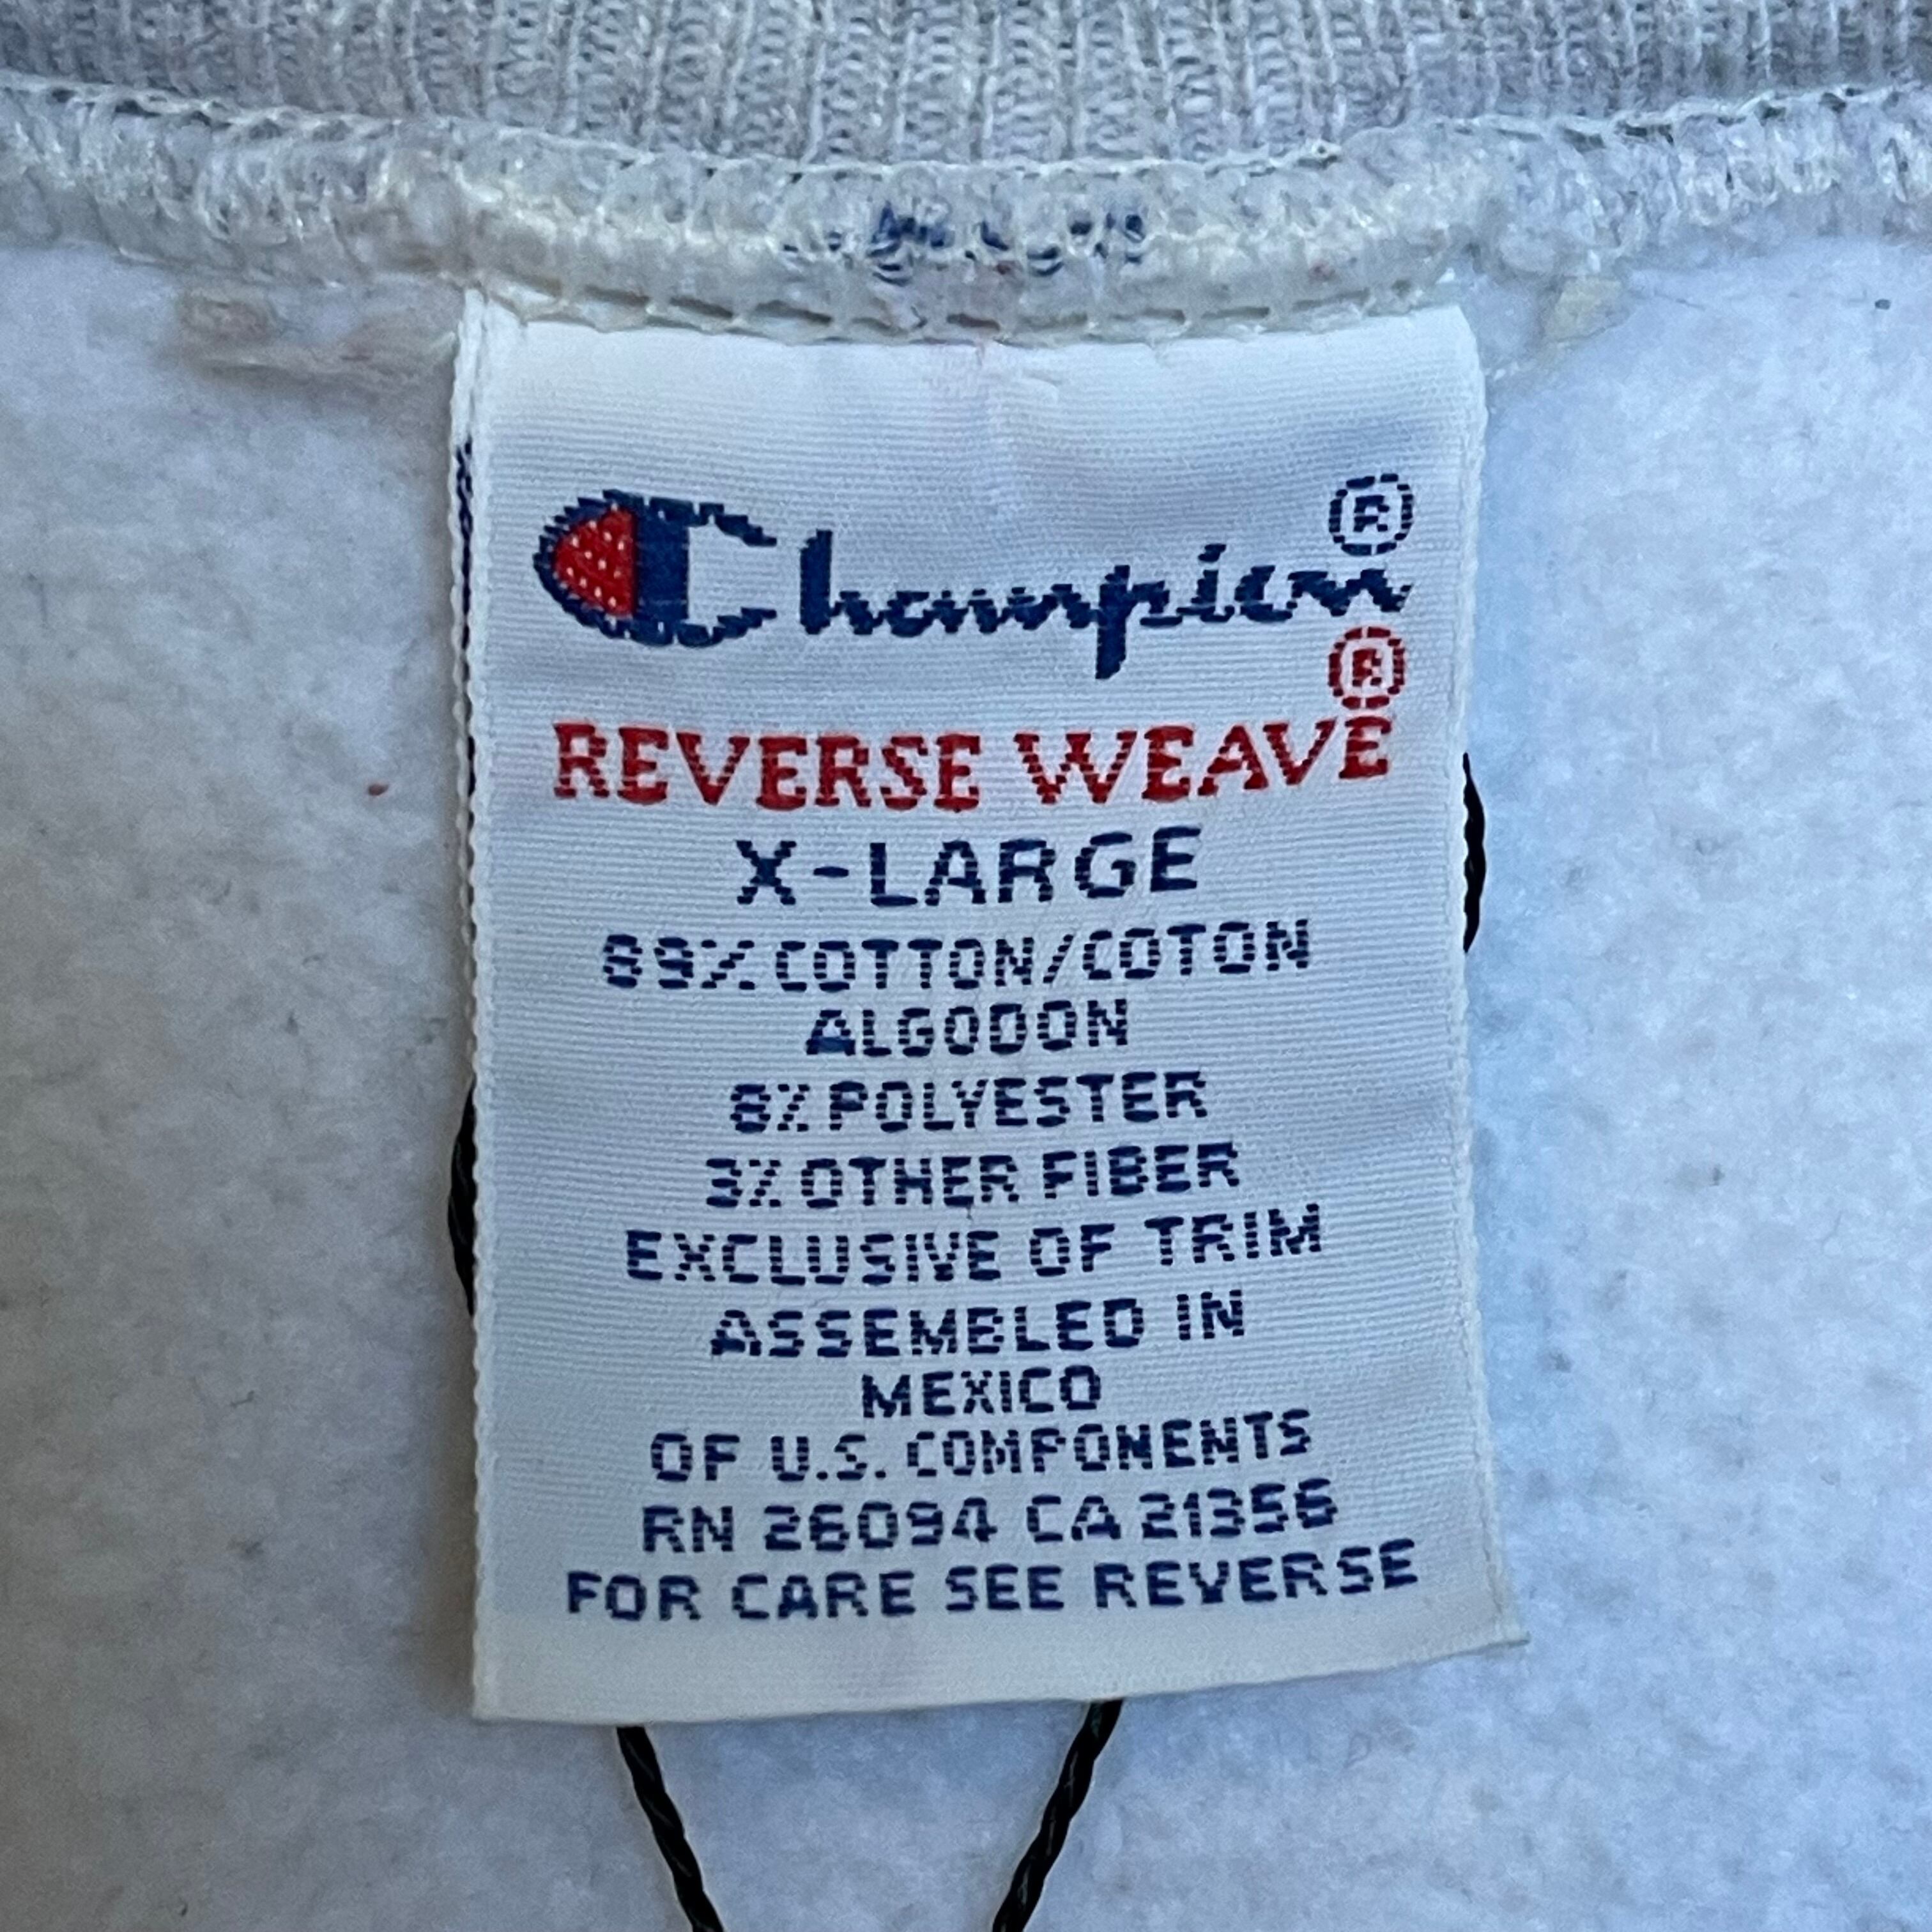 Champion®
REVERSE WEAVE®
X-LARGE
89% COTTON/COTON
ALGODON
8% POLYESTER
3% OTHER FIBER
EXCLUSIVE OF TRIM
ASSEMBLED IN
MEXICO
OF U.S. COMPONENTS
RN 26094 CA 21356
FOR CARE SEE REVERSE